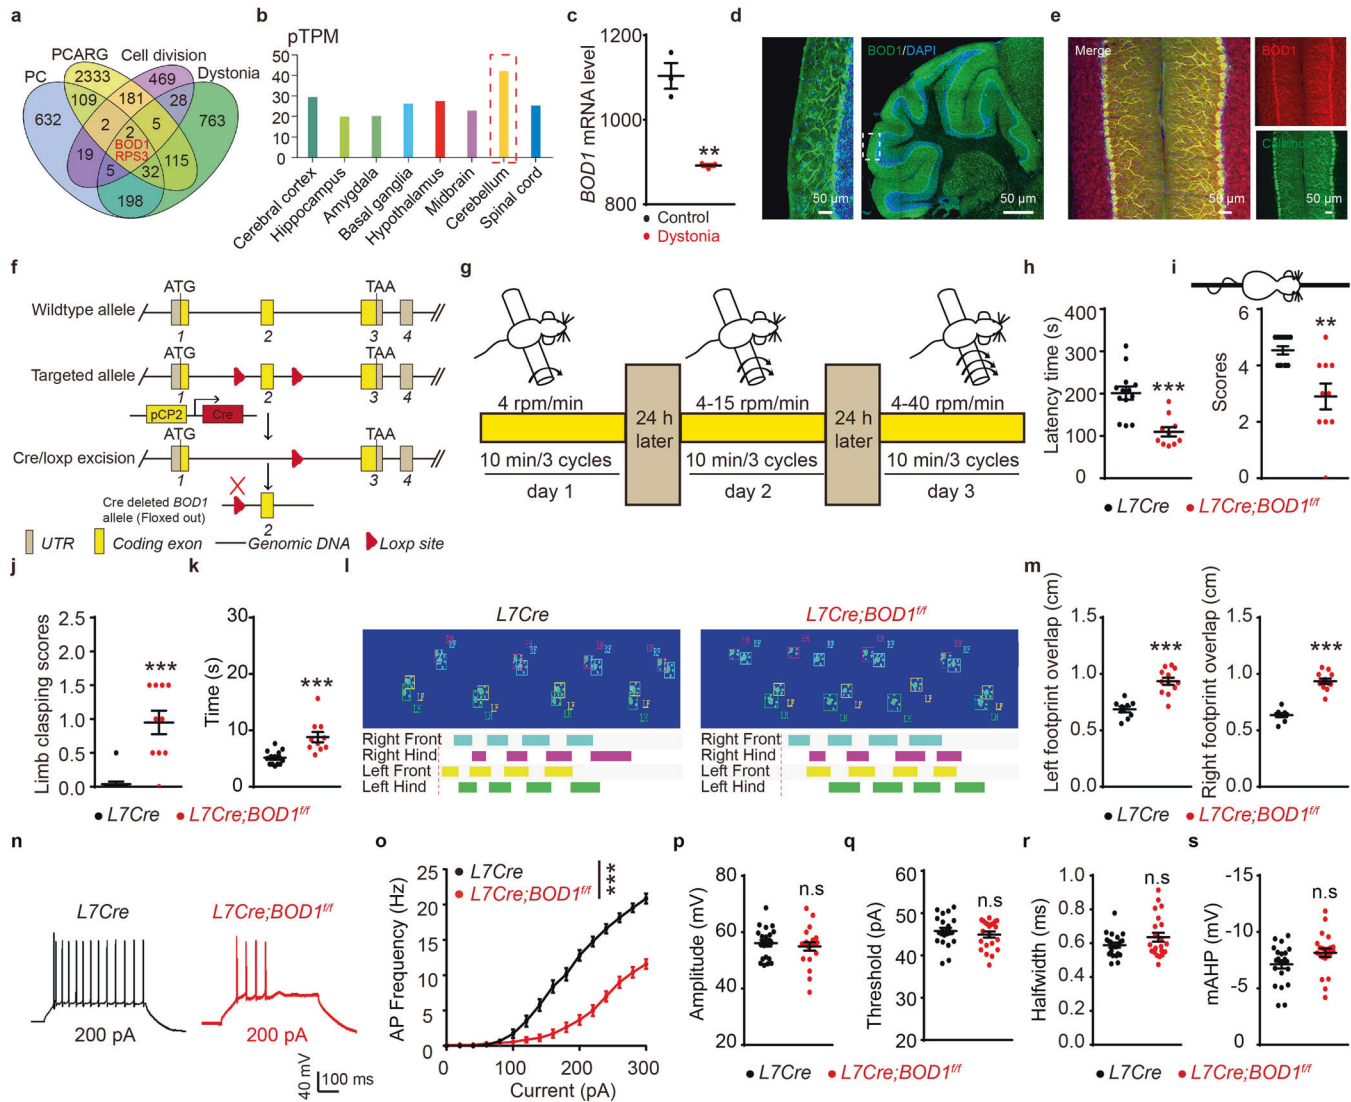 a
PCARG
Cell division
PC
2333
469
Dystonia
109
181
28
632
2
5
763
2
BOD1
RPS3
19
115
5
32
198
b
pTPM
50
40
30
20
10
0
Cerebral cortex
Hippocampus
Amygdala
Basal ganglia
Hypothalamus
Midbrain
Cerebellum
Spinal cord
c
BOD1 mRNA level
1200
1000
800
**
Control
Dystonia
d
BOD1/DAPI
50 µm
50 µm
e
Merge
BOD1
Calbindin
50 µm
50 µm
f
ATG
TAA
Wildtype allele
1 2 3 4
ATG
TAA
Targeted allele
1 2 3 4
pCP2
Cre
ATG
TAA
Cre/loxp excision
1 3 4
Cre deleted BOD1
allele (Floxed out)
2
UTR
Coding exon
Genomic DNA
Loxp site
g
4 rpm/min
4-15 rpm/min
4-40 rpm/min
24 h
later
24 h
later
10 min/3 cycles
10 min/3 cycles
10 min/3 cycles
day 1
day 2
day 3
h
Latency time (s)
400
300
200
100
0
***
i
Scores
6
4
2
0
**
L7Cre
L7Cre;BOD1f/f
j
Limb clasping scores
2.5
2.0
1.5
1.0
0.5
0.0
***
k
Time (s)
30
20
10
0
***
L7Cre
L7Cre;BOD1f/f
l
L7Cre
L7Cre;BOD1f/f
Right Front
Right Hind
Left Front
Left Hind
Right Front
Right Hind
Left Front
Left Hind
m
Left footprint overlap (cm)
1.5
1.0
0.5
0.0
***
Right footprint overlap (cm)
1.5
1.0
0.5
0.0
***
L7Cre
L7Cre;BOD1f/f
n
L7Cre
L7Cre;BOD1f/f
200 pA
200 pA
40 mV
100 ms
o
AP Frequency (Hz)
25
20
15
10
5
0
L7Cre
L7Cre;BOD1f/f
***
0 100 200 300
Current (pA)
p
Amplitude (mV)
80
60
40
20
n.s
q
Threshold (pA)
60
50
40
30
20
n.s
L7Cre
L7Cre;BOD1f/f
r
Halfwidth (ms)
1.0
0.8
0.6
0.4
0.2
0.0
n.s
s
mAHP (mV)
-15
-10
-5
0
n.s
L7Cre
L7Cre;BOD1f/f